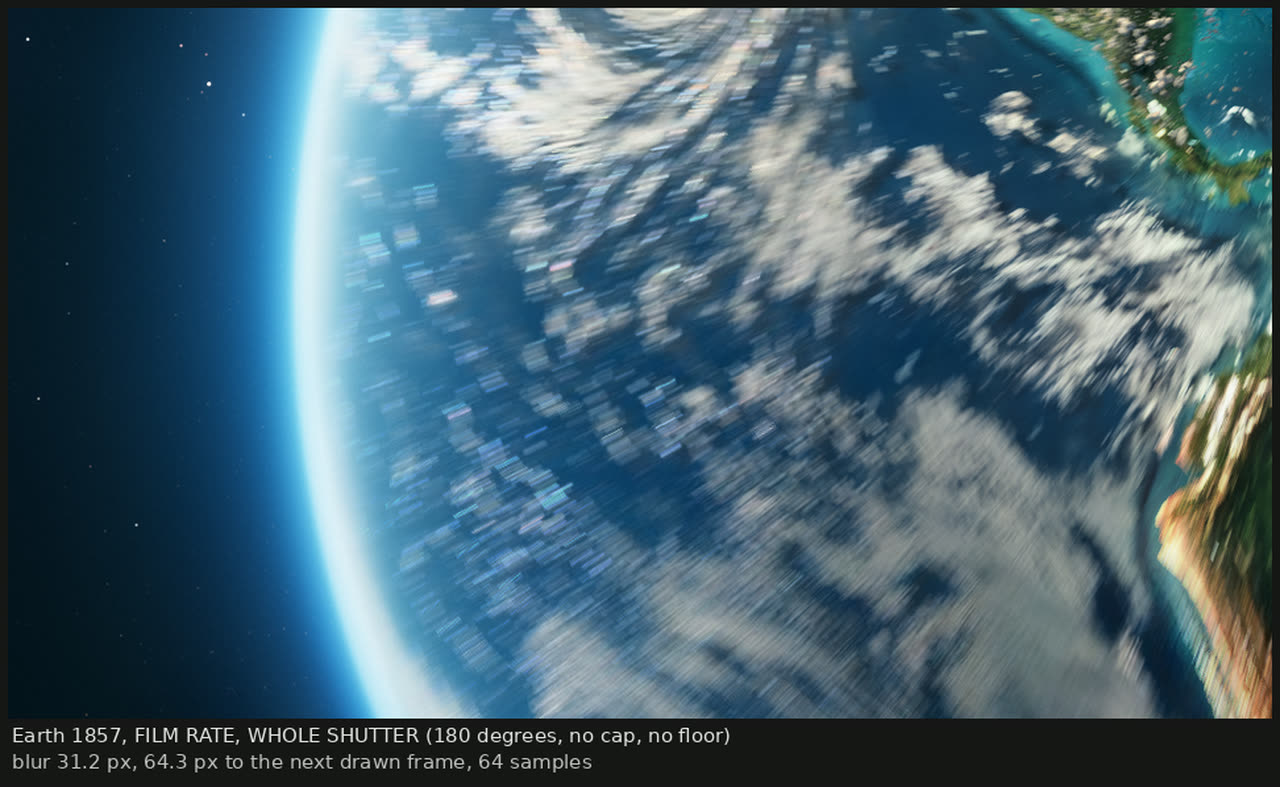 Earth 1857, FILM RATE, WHOLE SHUTTER (180 degrees, no cap, no floor)
blur 31.2 px, 64.3 px to the next drawn frame, 64 samples